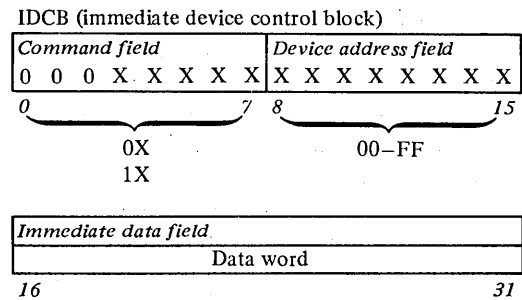 IDCB (immediate device control block)
Command field Device address field
0 0 0 X X X X X X X X X X X X X
0 7 8 15
0X 00–FF
1X
Immediate data field
Data word
16 31